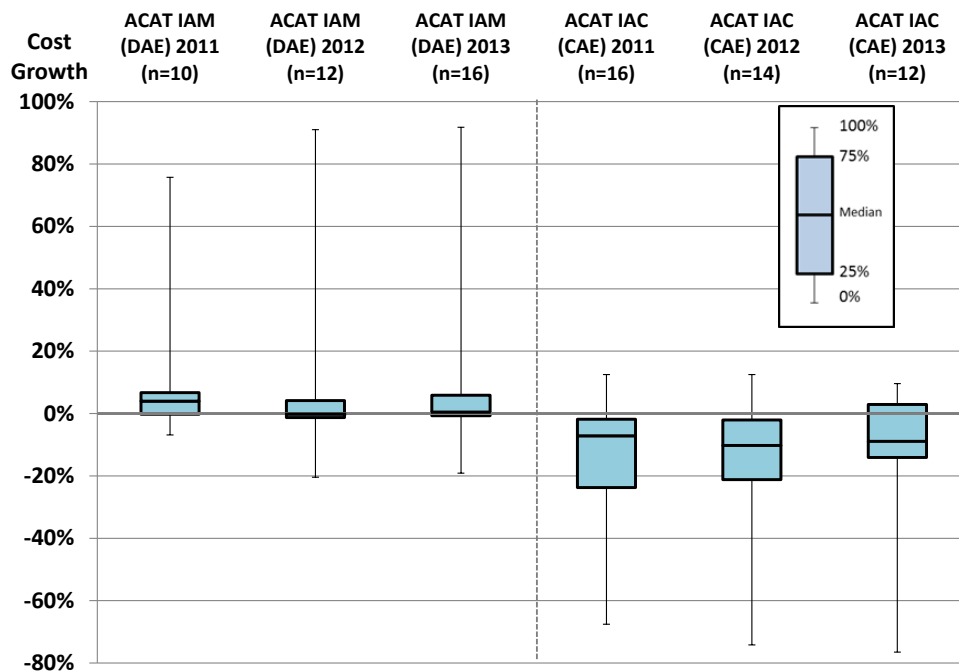 Cost
Growth
ACAT IAM
(DAE) 2011
(n=10)
ACAT IAM
(DAE) 2012
(n=12)
ACAT IAM
(DAE) 2013
(n=16)
ACAT IAC
(CAE) 2011
(n=16)
ACAT IAC
(CAE) 2012
(n=14)
ACAT IAC
(CAE) 2013
(n=12)
100%
80%
60%
40%
20%
0%
-20%
-40%
-60%
-80%
100%
75%
Median
25%
0%